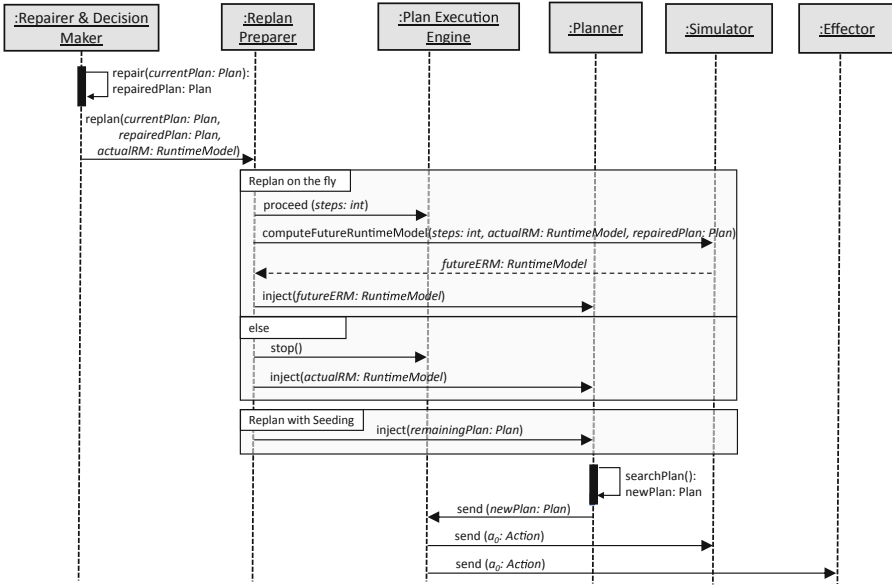 :Repairer & Decision Maker
:Replan Preparer
:Plan Execution Engine
:Planner
:Simulator
:Effector
repair(currentPlan: Plan):
repairedPlan: Plan
replan(currentPlan: Plan,
repairedPlan: Plan,
actualRM: RuntimeModel)
Replan on the fly
proceed (steps: int)
computeFutureRuntimeModel(steps: int, actualRM: RuntimeModel, repairedPlan: Plan)
futureERM: RuntimeModel
inject(futureERM: RuntimeModel)
else
stop()
inject(actualRM: RuntimeModel)
Replan with Seeding
inject(remainingPlan: Plan)
searchPlan():
newPlan: Plan
send (newPlan: Plan)
send (a₀: Action)
send (a₀: Action)